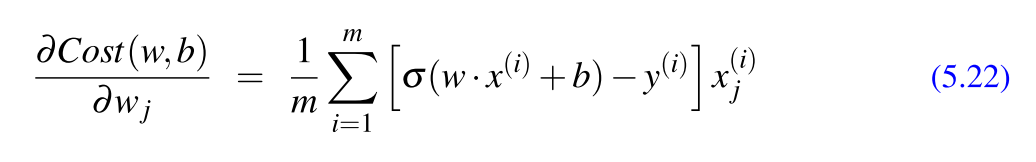 ∂Cost(w,b)/∂w_j = 1/m ∑_{i=1}^{m} [σ(w·x^{(i)}+b)−y^{(i)}] x_j^{(i)} (5.22)